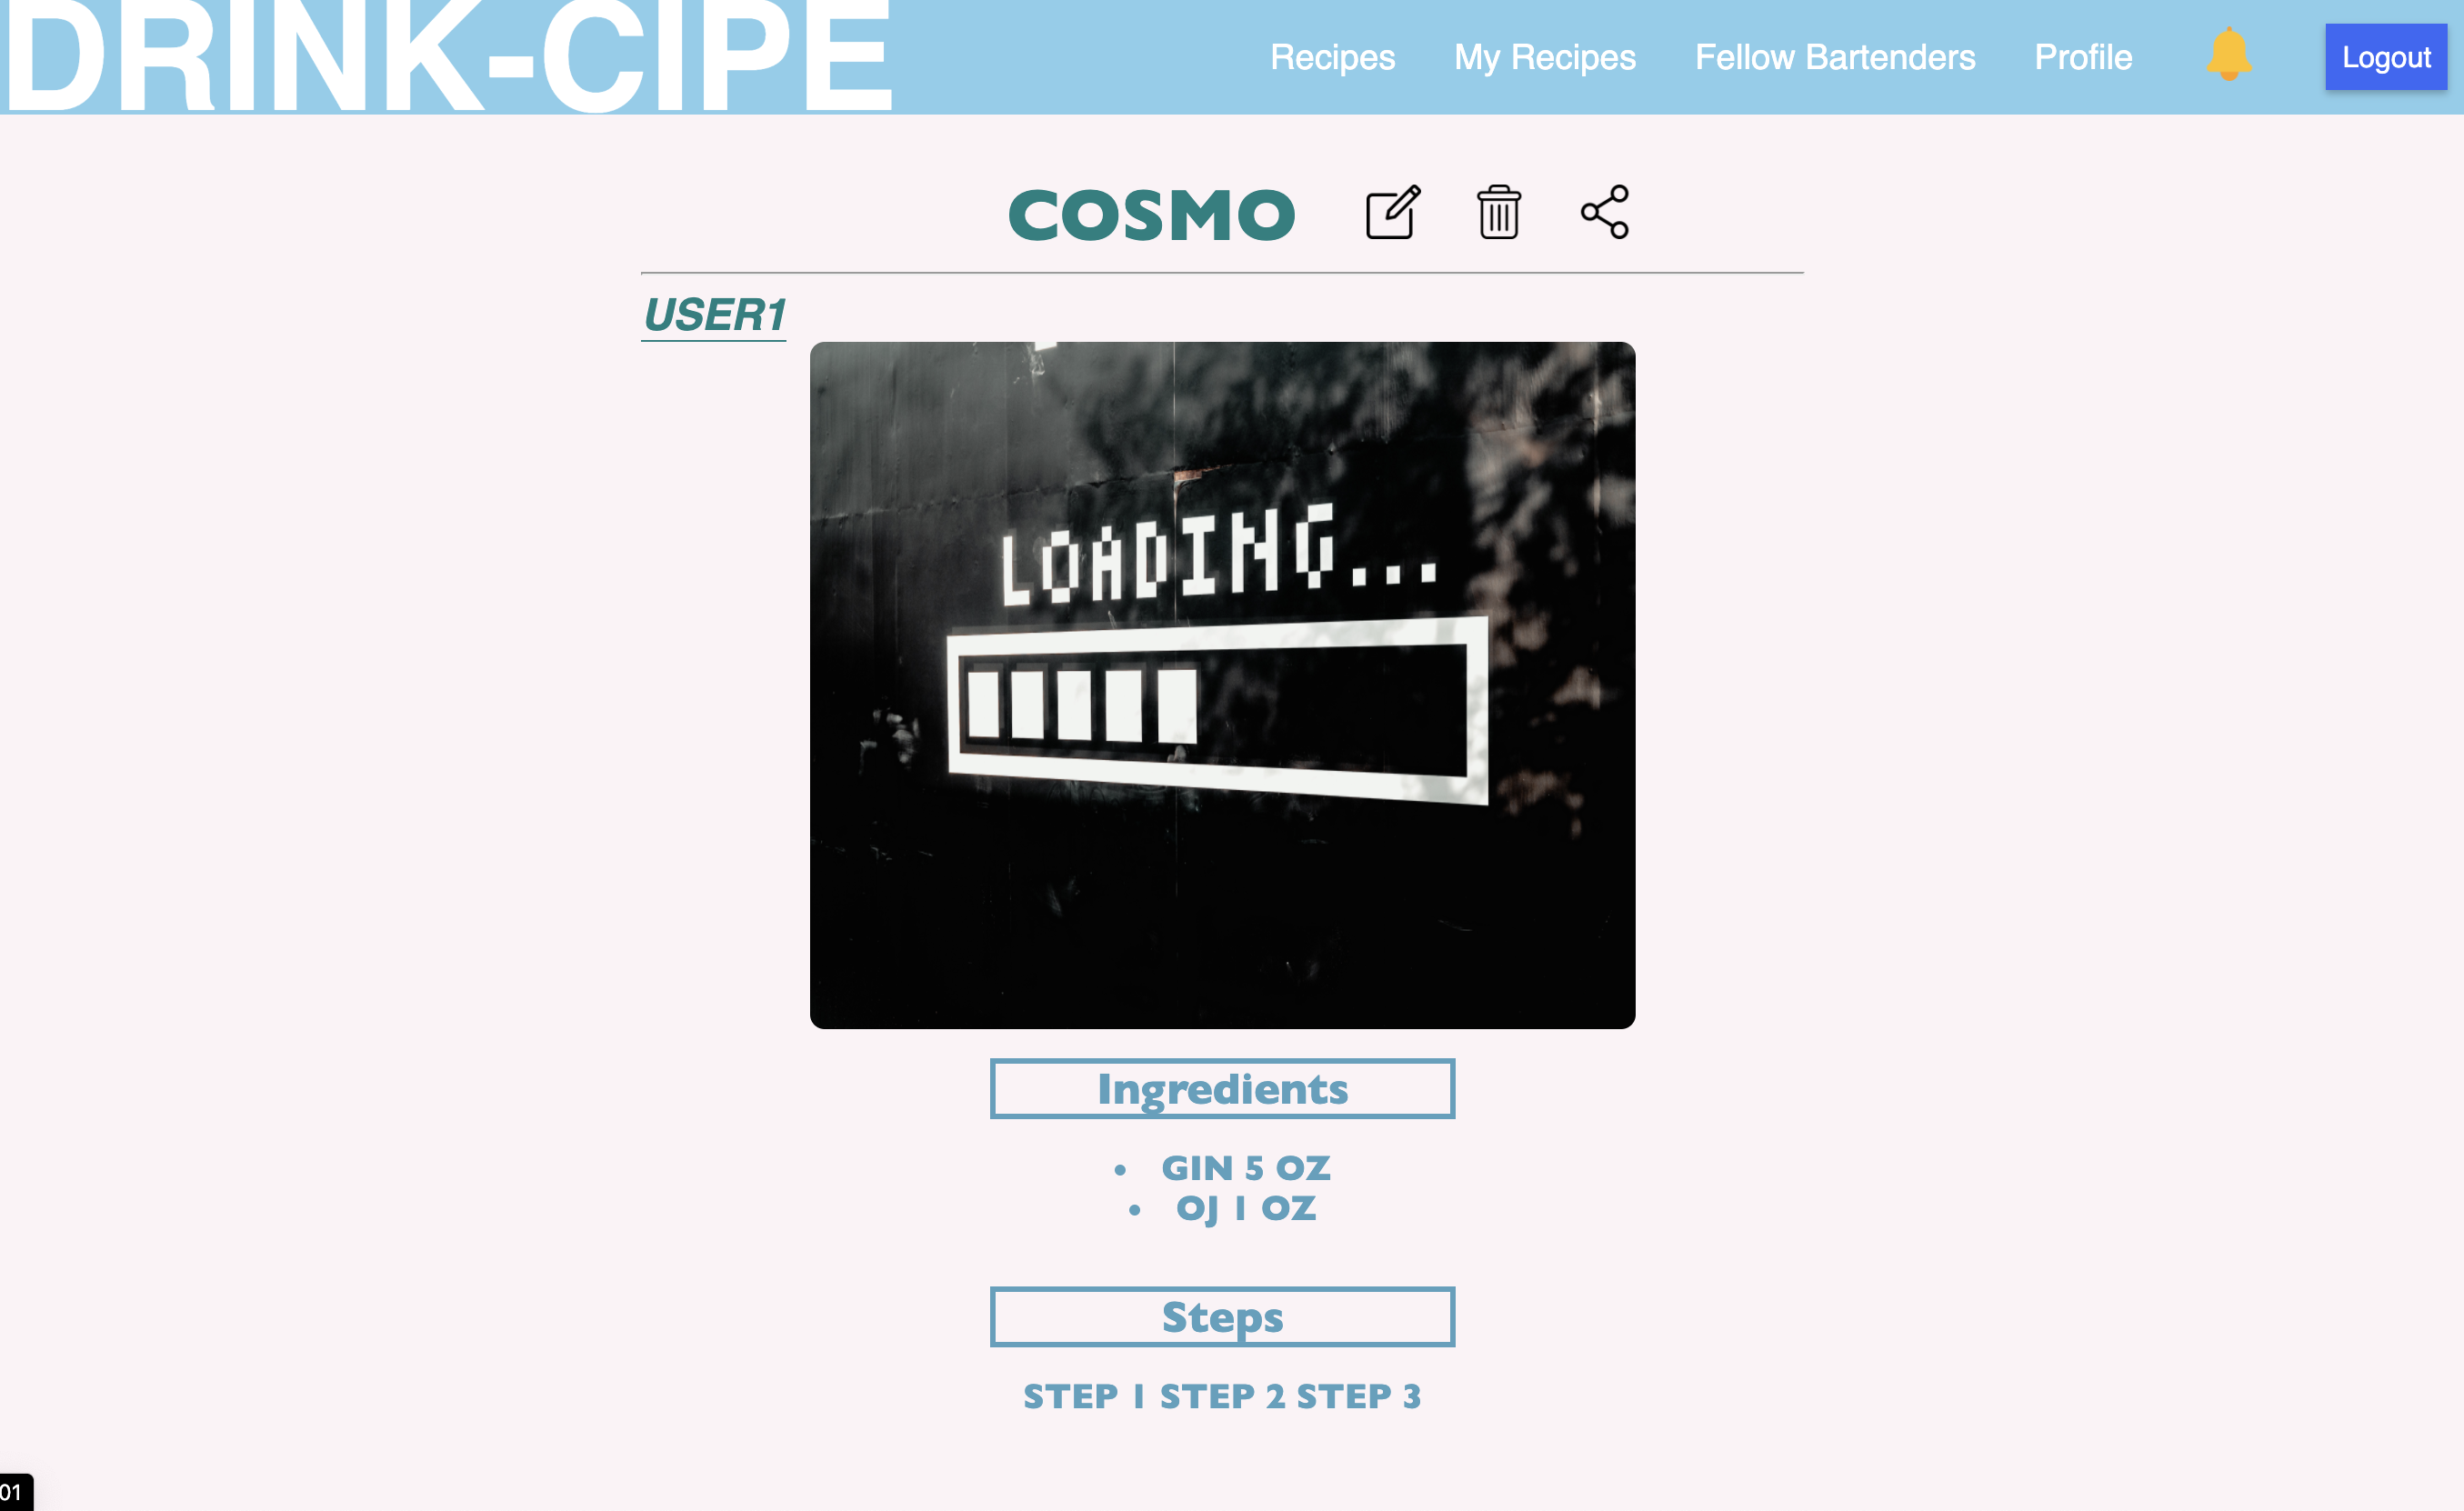 DRINK-CIPE Recipes My Recipes Fellow Bartenders Profile Logout
COSMO
USER1
LOADING...
Ingredients
• GIN 5 OZ
• OJ 1 OZ
Steps
STEP 1 STEP 2 STEP 3
01